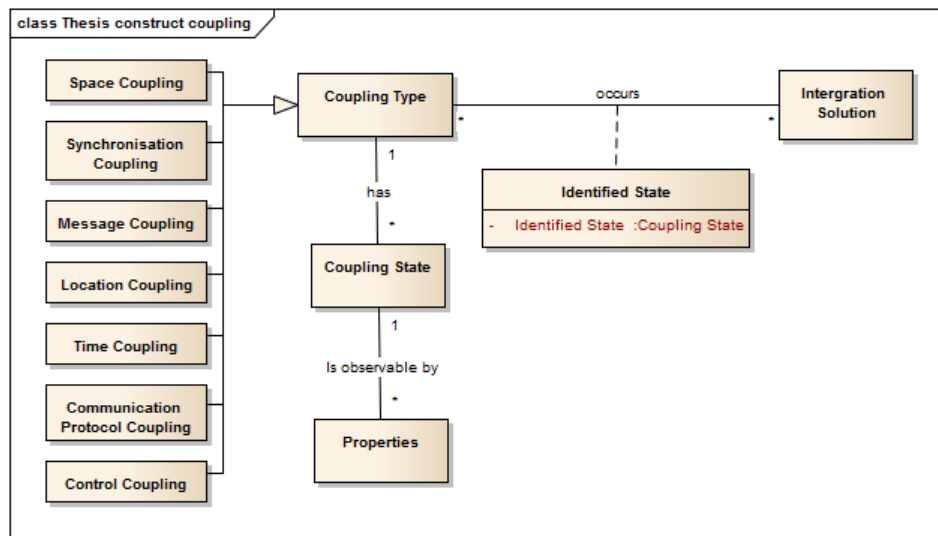 class Thesis construct coupling
Space Coupling
Synchronisation
Coupling
Message Coupling
Location Coupling
Time Coupling
Communication
Protocol Coupling
Control Coupling
Coupling Type
*
occurs
*
Intergration
Solution
Identified State
- Identified State :Coupling State
1
has
*
Coupling State
1
Is observable by
*
Properties